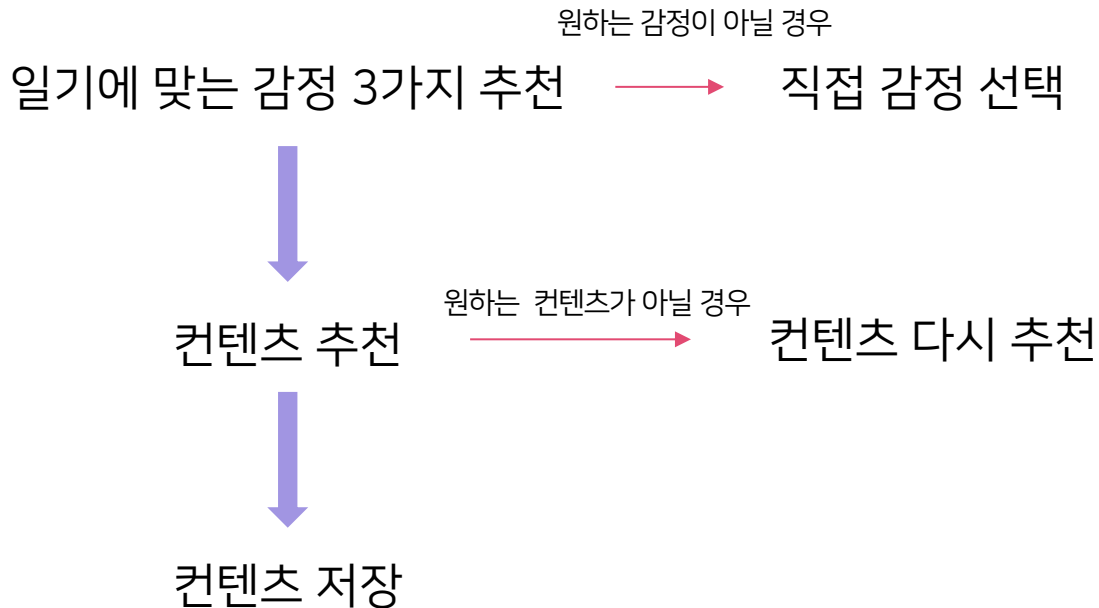 원하는 감정이 아닐 경우
일기에 맞는 감정 3가지 추천
직접 감정 선택
원하는 컨텐츠가 아닐 경우
컨텐츠 추천
컨텐츠 다시 추천
컨텐츠 저장